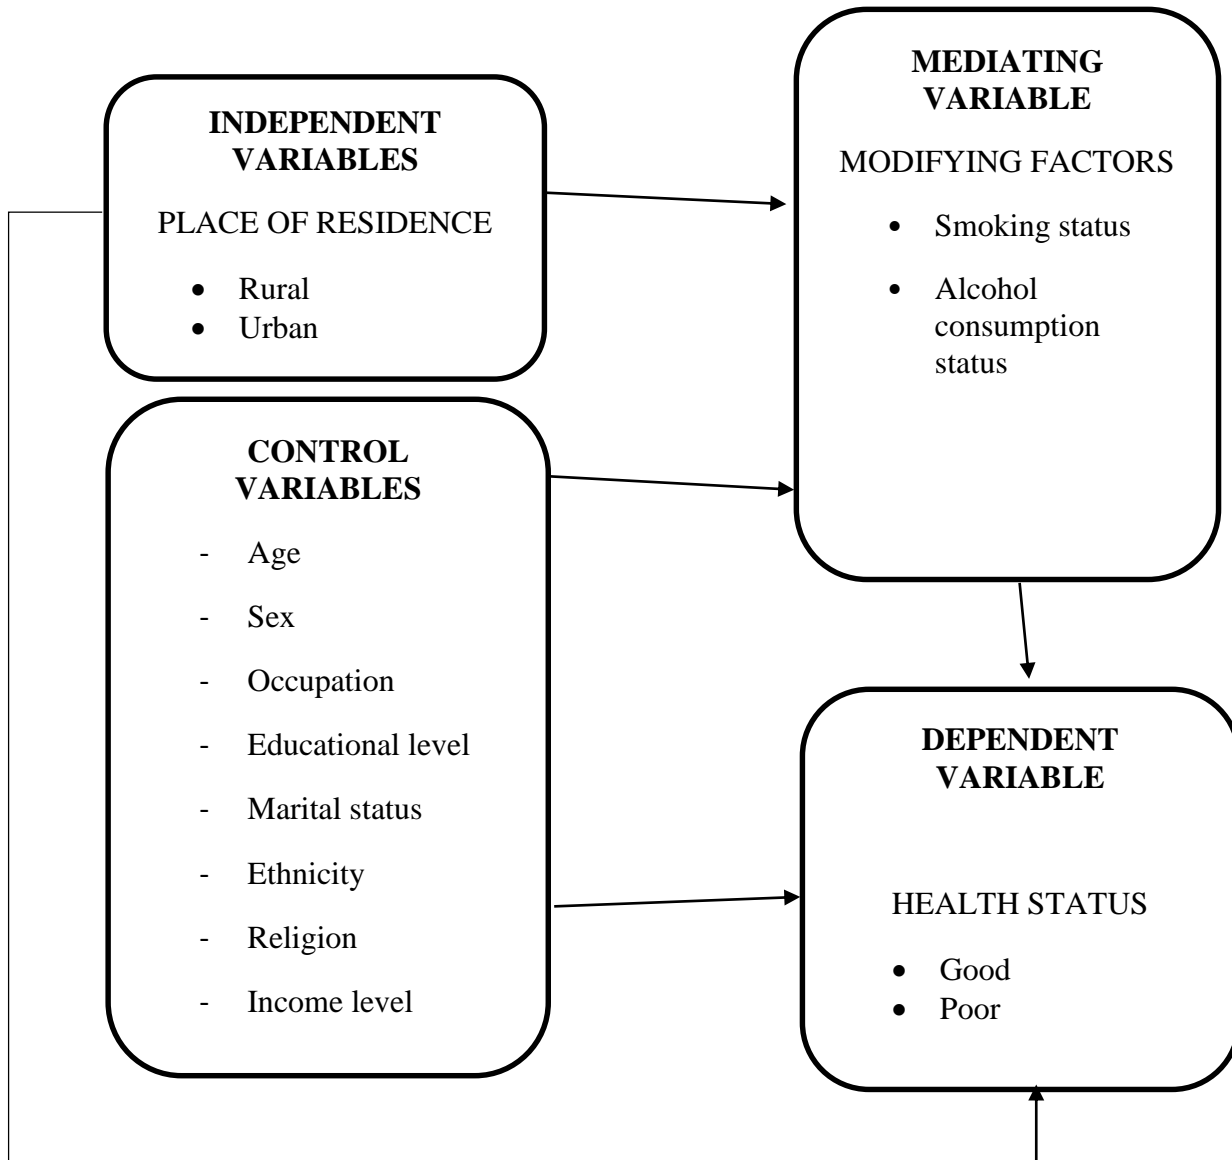 INDEPENDENT
VARIABLES
PLACE OF RESIDENCE
• Rural
• Urban
CONTROL
VARIABLES
- Age
- Sex
- Occupation
- Educational level
- Marital status
- Ethnicity
- Religion
- Income level
MEDIATING
VARIABLE
MODIFYING FACTORS
• Smoking status
• Alcohol
consumption
status
DEPENDENT
VARIABLE
HEALTH STATUS
• Good
• Poor